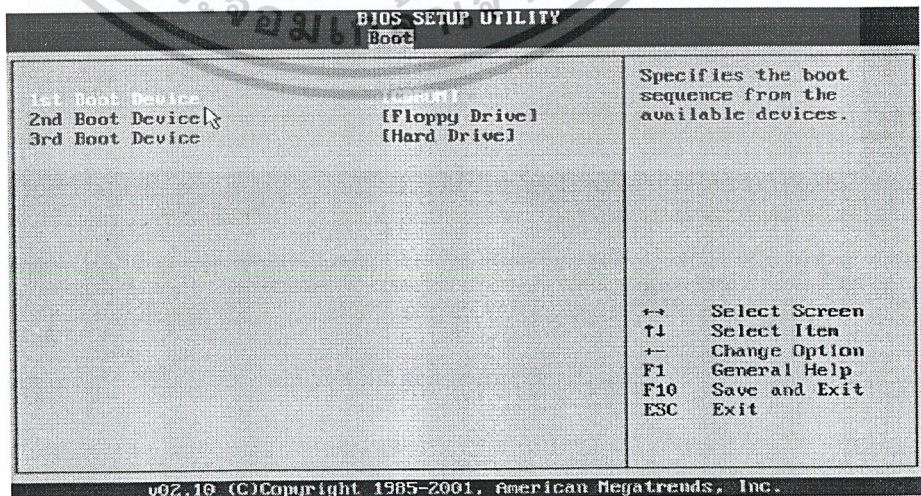 BIOS SETUP UTILITY
Boot
1st Boot Device [CDROM]
2nd Boot Device [Floppy Drive]
3rd Boot Device [Hard Drive]
Specifies the boot
sequence from the
available devices.
←→ Select Screen
↑↓ Select Item
+- Change Option
F1 General Help
F10 Save and Exit
ESC Exit
v02.10 (C)Copyright 1985-2001, American Megatrends, Inc.